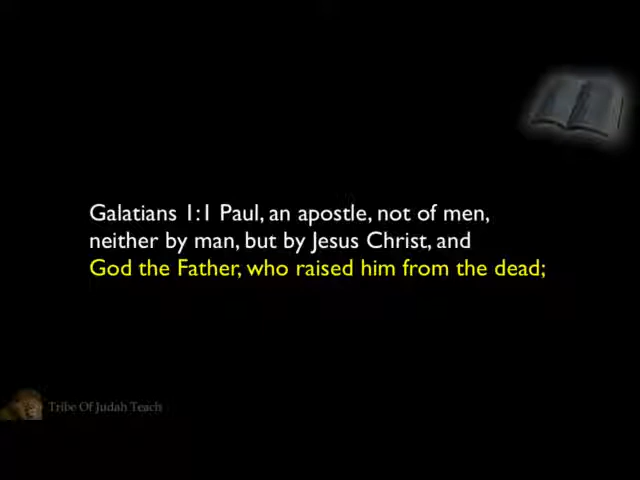 Galatians 1:1 Paul, an apostle, not of men,
neither by man, but by Jesus Christ, and
God the Father, who raised him from the dead;
Tribe Of Judah Teach